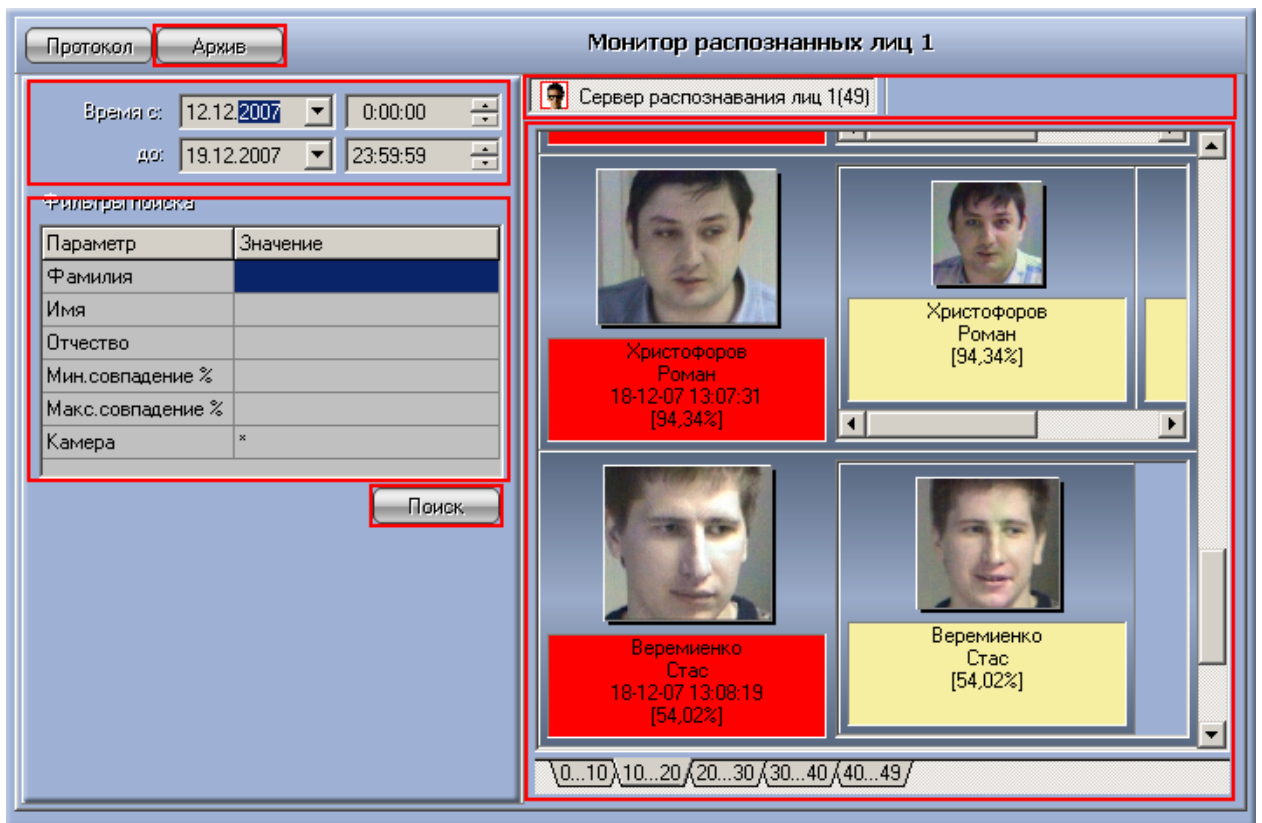 Протокол
Архив
Монитор распознанных лиц 1
Время с:
12.12.2007
0:00:00
до:
19.12.2007
23:59:59
Фильтры поиска
Параметр
Значение
Фамилия
Имя
Отчество
Мин.совпадение %
Макс.совпадение %
Камера
*
Поиск
Сервер распознавания лиц 1(49)
Христофоров
Роман
18-12-07 13:07:31
[94,34%]
Христофоров
Роман
[94,34%]
Веремиенко
Стас
18-12-07 13:08:19
[54,02%]
Веремиенко
Стас
[54,02%]
0...10
10...20
20...30
30...40
40...49